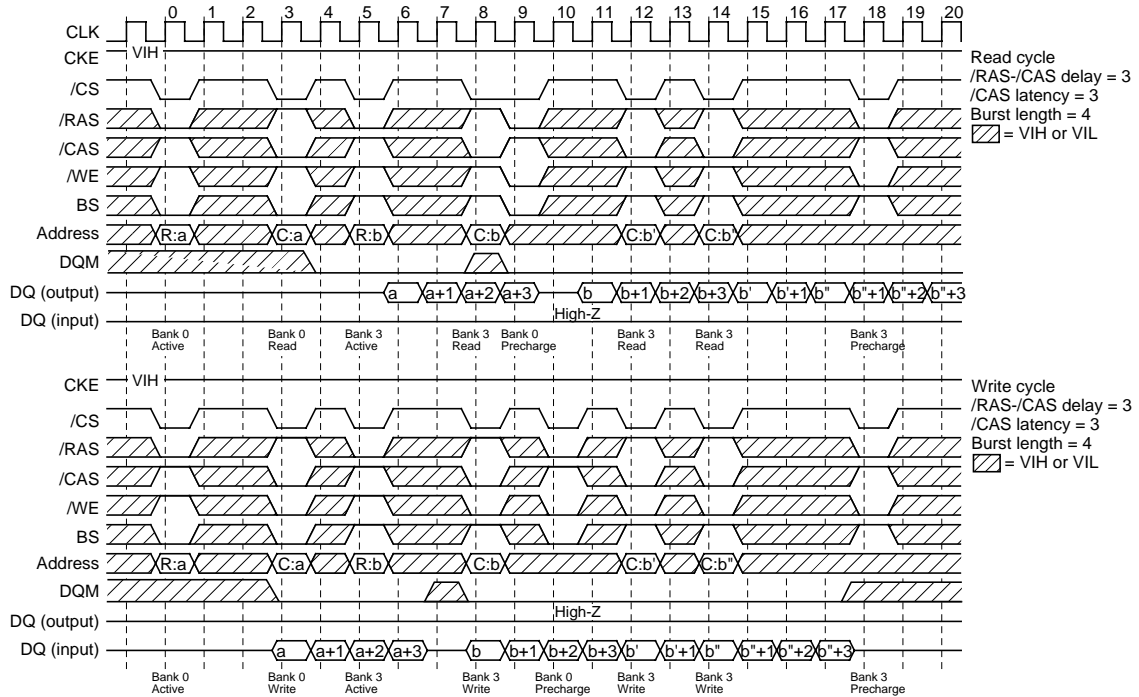 0 1 2 3 4 5 6 7 8 9 10 11 12 13 14 15 16 17 18 19 20
CLK
CKE VIH
/CS
/RAS
/CAS
/WE
BS
Address R:a C:a R:b C:b C:b' C:b"
DQM
DQ (output) a a+1 a+2 a+3 b b+1 b+2 b+3 b' b'+1 b" b"+1 b"+2 b"+3
DQ (input) High-Z
Bank 0 Active
Bank 0 Read
Bank 3 Active
Bank 3 Read
Bank 0 Precharge
Bank 3 Read
Bank 3 Read
Bank 3 Precharge
Read cycle
/RAS-/CAS delay = 3
/CAS latency = 3
Burst length = 4
= VIH or VIL
CKE VIH
/CS
/RAS
/CAS
/WE
BS
Address R:a C:a R:b C:b C:b' C:b"
DQM
DQ (output) High-Z
DQ (input) a a+1 a+2 a+3 b b+1 b+2 b+3 b' b'+1 b" b"+1 b"+2 b"+3
Bank 0 Active
Bank 0 Write
Bank 3 Active
Bank 3 Write
Bank 0 Precharge
Bank 3 Write
Bank 3 Write
Bank 3 Precharge
Write cycle
/RAS-/CAS delay = 3
/CAS latency = 3
Burst length = 4
= VIH or VIL